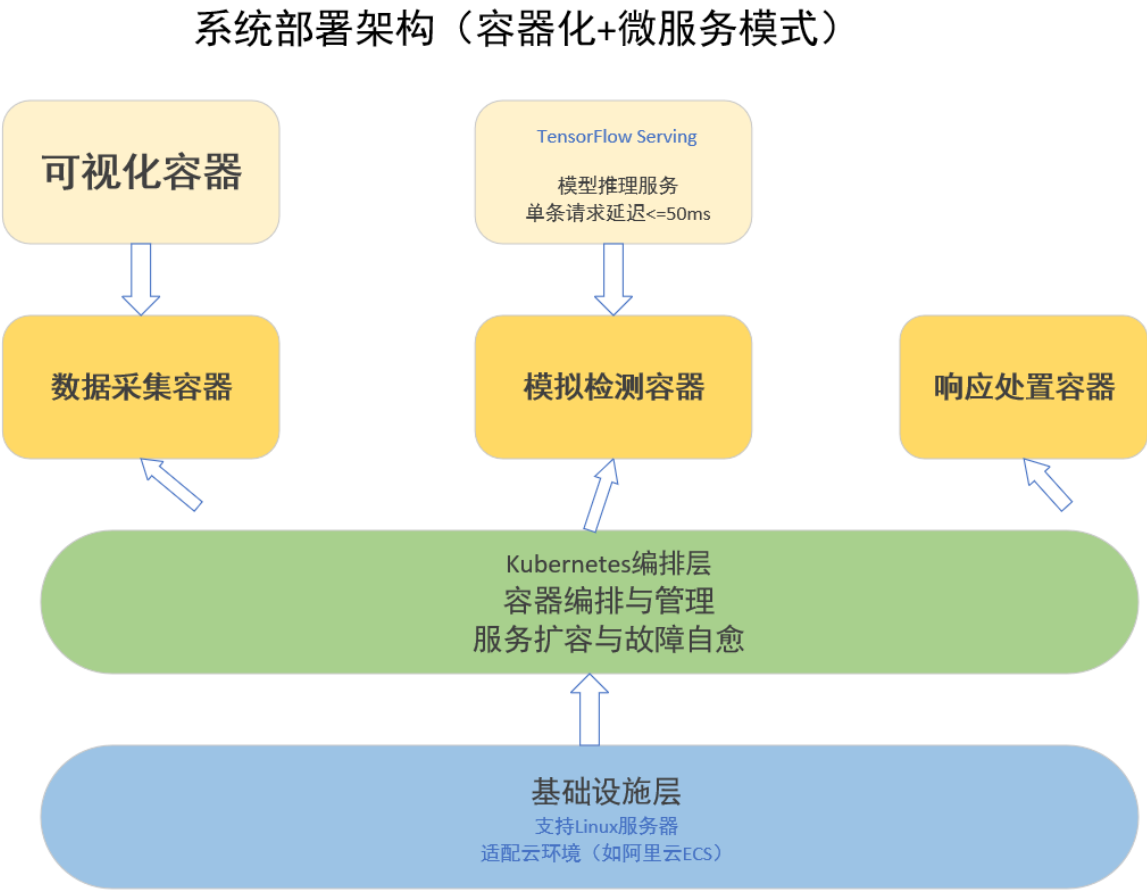 系统部署架构（容器化+微服务模式）
可视化容器
TensorFlow Serving
模型推理服务
单条请求延迟<=50ms
数据采集容器
模拟检测容器
响应处置容器
Kubernetes编排层
容器编排与管理
服务扩容与故障自愈
基础设施层
支持Linux服务器
适配云环境（如阿里云ECS）